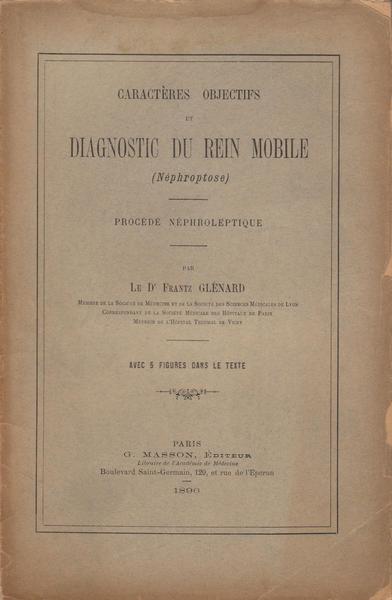 CARACTÈRES OBJECTIFS
ET
DIAGNOSTIC DU REIN MOBILE
(Néphroptose)
PROCÉDÉ NÉPHROLEPTIQUE
PAR
LE Dr FRANTZ GLÉNARD
MEMBRE DE LA SOCIÉTÉ DE MÉDECINE ET DE LA SOCIÉTÉ DES SCIENCES MÉDICALES DE LYON
CORRESPONDANT DE LA SOCIÉTÉ MÉDICALE DES HÔPITAUX DE PARIS
MÉDECIN DE L'HÔPITAL THERMAL DE VICHY
AVEC 5 FIGURES DANS LE TEXTE
PARIS
G. MASSON, ÉDITEUR
Libraire de l'Académie de Médecine
Boulevard Saint-Germain, 120, et rue de l'Eperon
1896